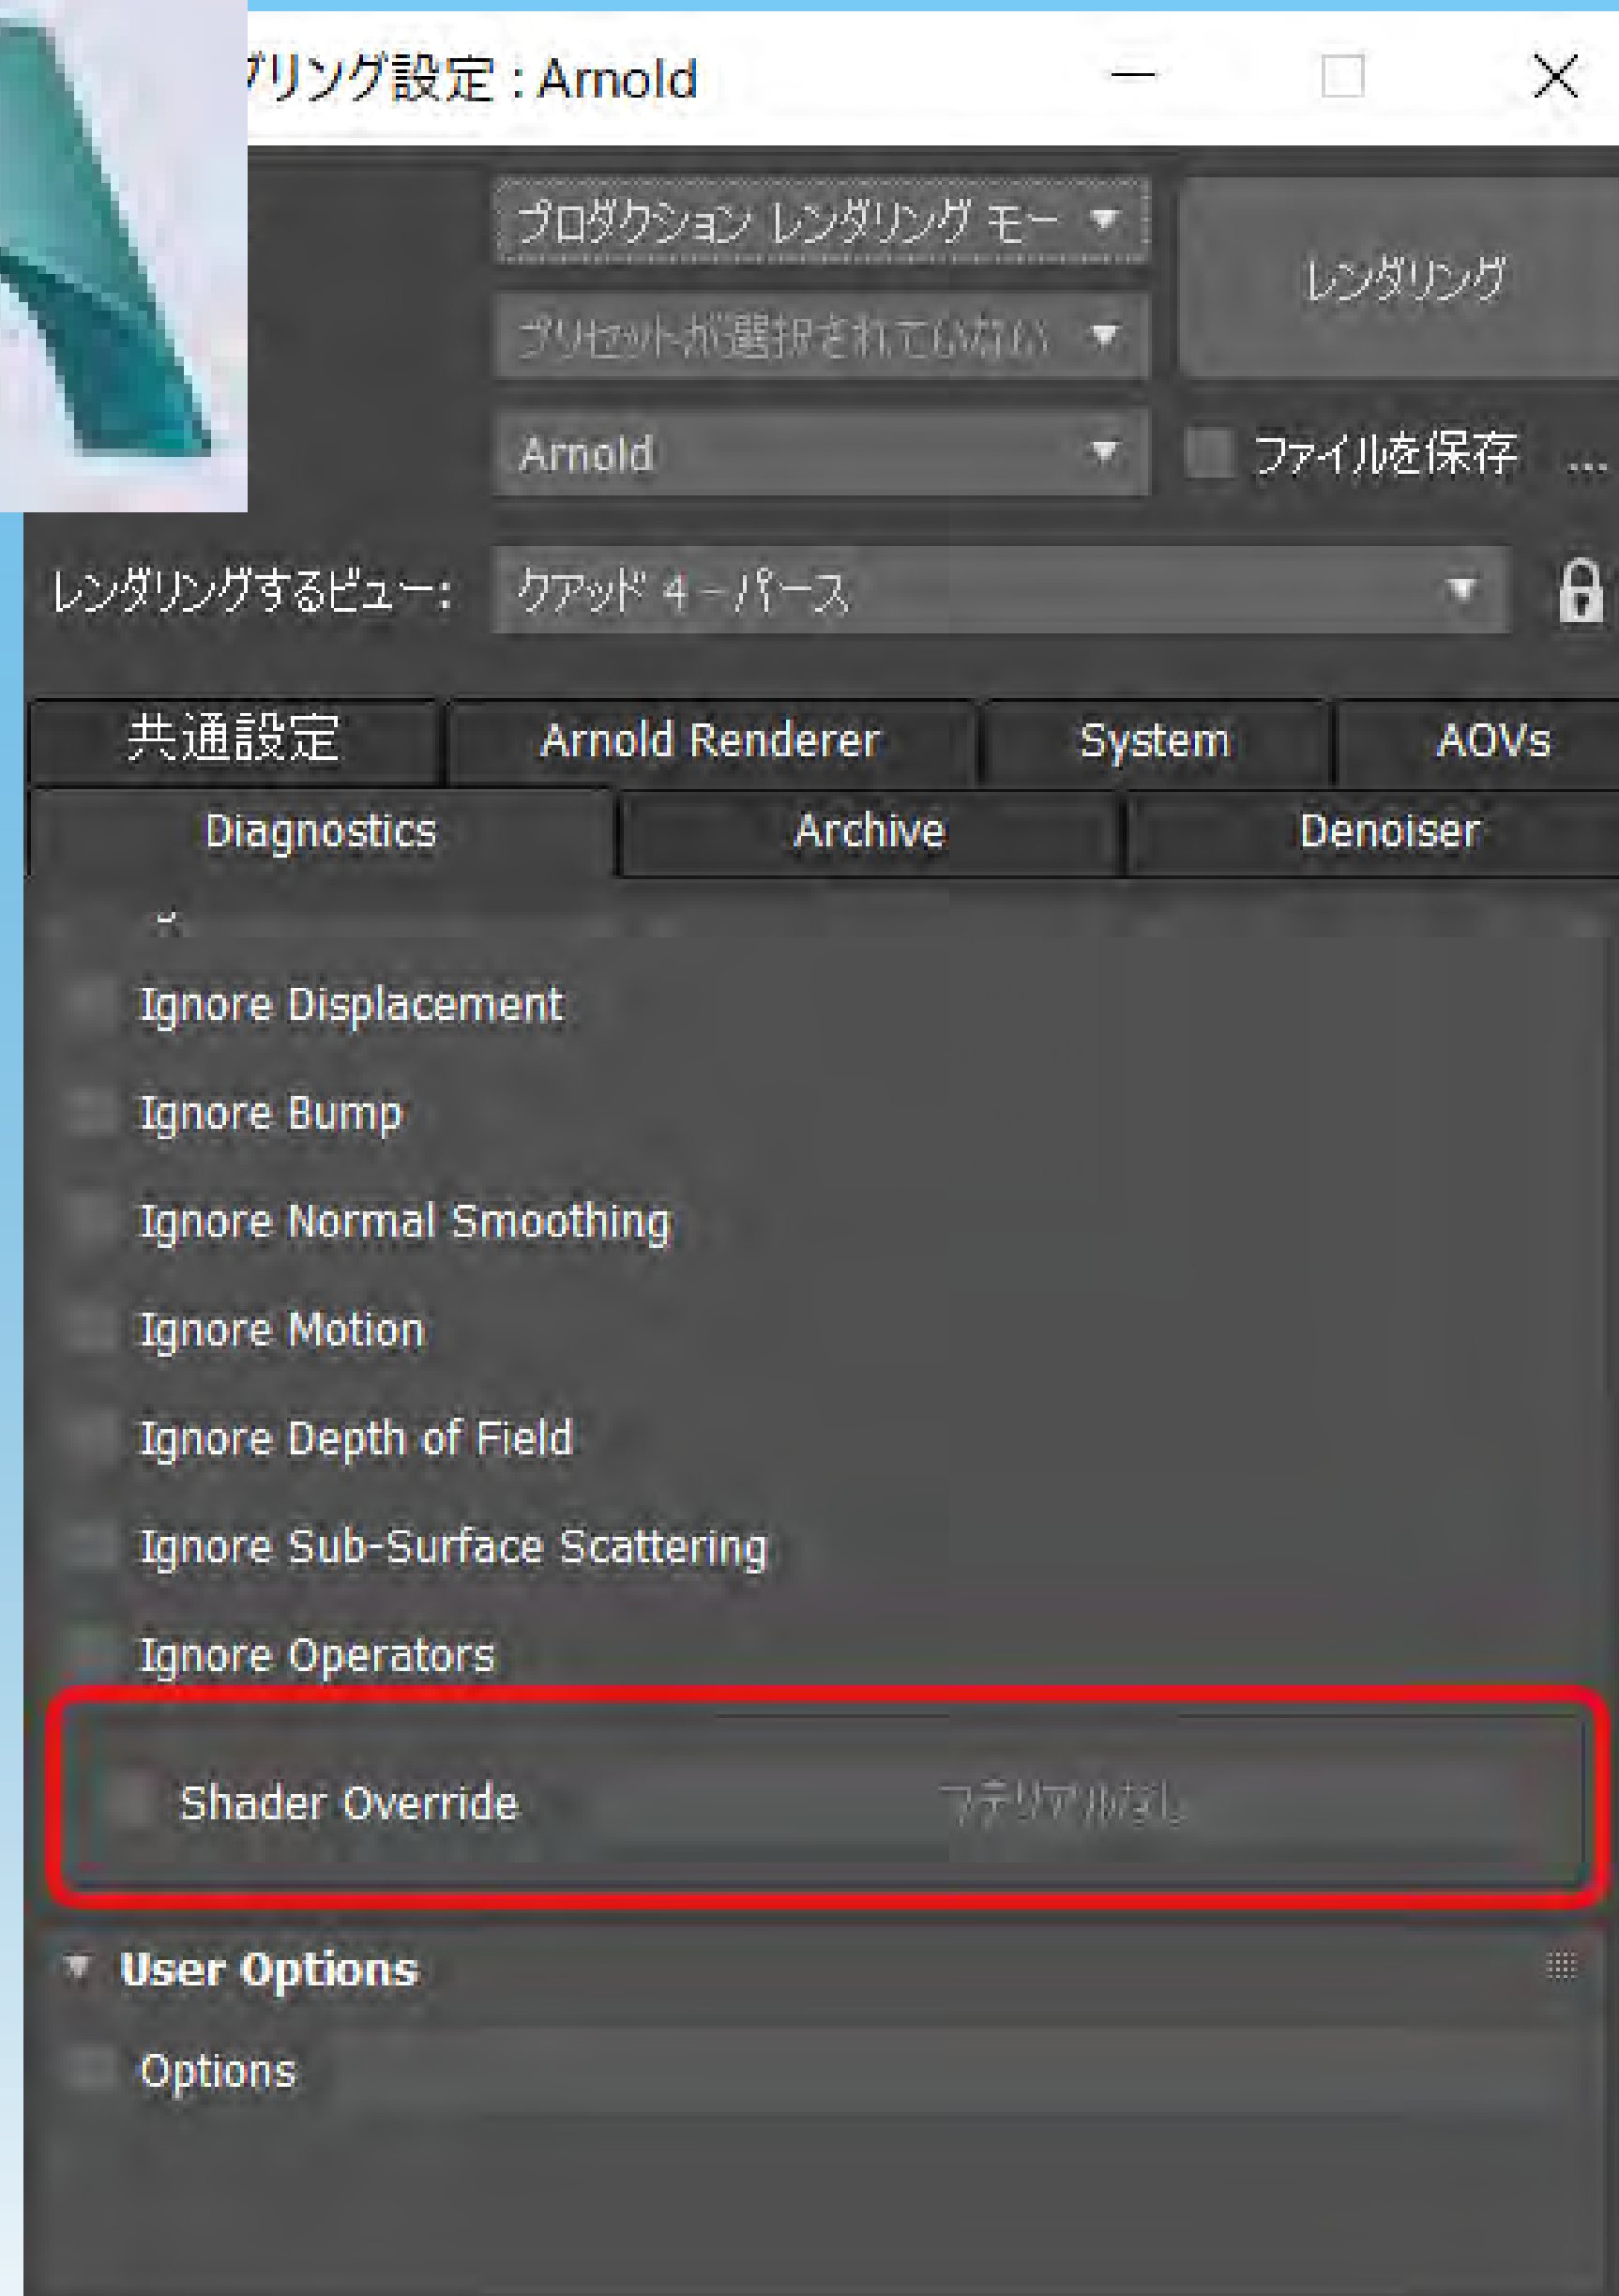 ダリング設定 : Arnold
プロダクション レンダリング モー
レンダリング
プリセットが選択されていない
Arnold
ファイルを保存 ...
レンダリングするビュー: クアッド 4 – パース
共通設定 Arnold Renderer System AOVs
Diagnostics Archive Denoiser
Ignore Displacement
Ignore Bump
Ignore Normal Smoothing
Ignore Motion
Ignore Depth of Field
Ignore Sub-Surface Scattering
Ignore Operators
Shader Override マテリアルなし
User Options
Options